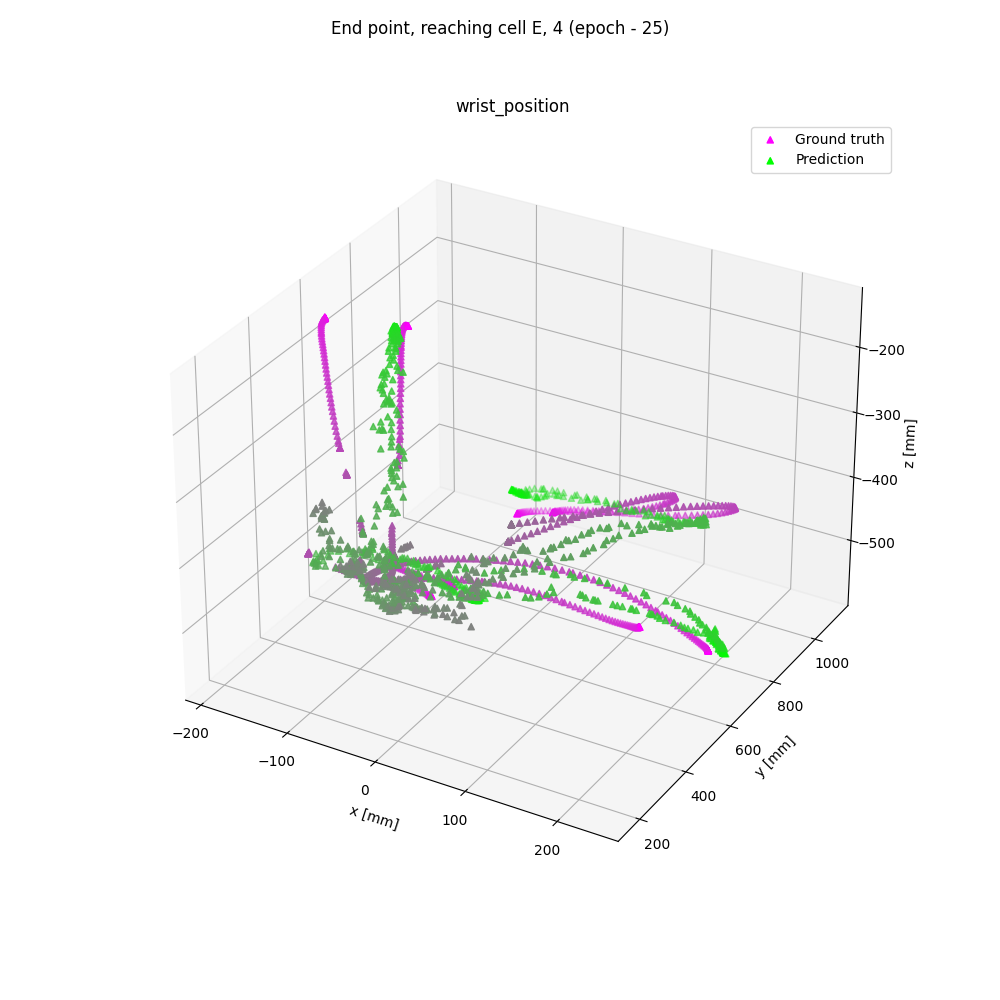 End point, reaching cell E, 4 (epoch - 25)
wrist_position
Ground truth
Prediction
−200
−300
−400
−500
z [mm]
1000
800
600
400
200
y [mm]
−200
−100
0
100
200
x [mm]